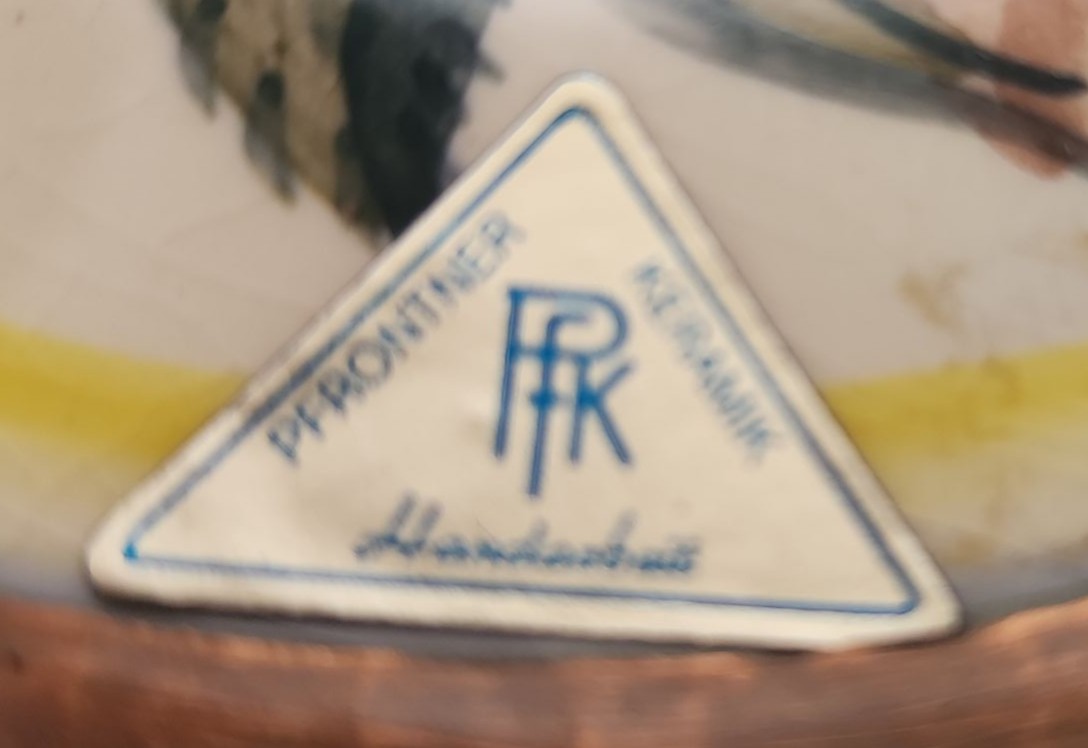 PFRONTNER
KERAMIK
PfK
Handarbeit